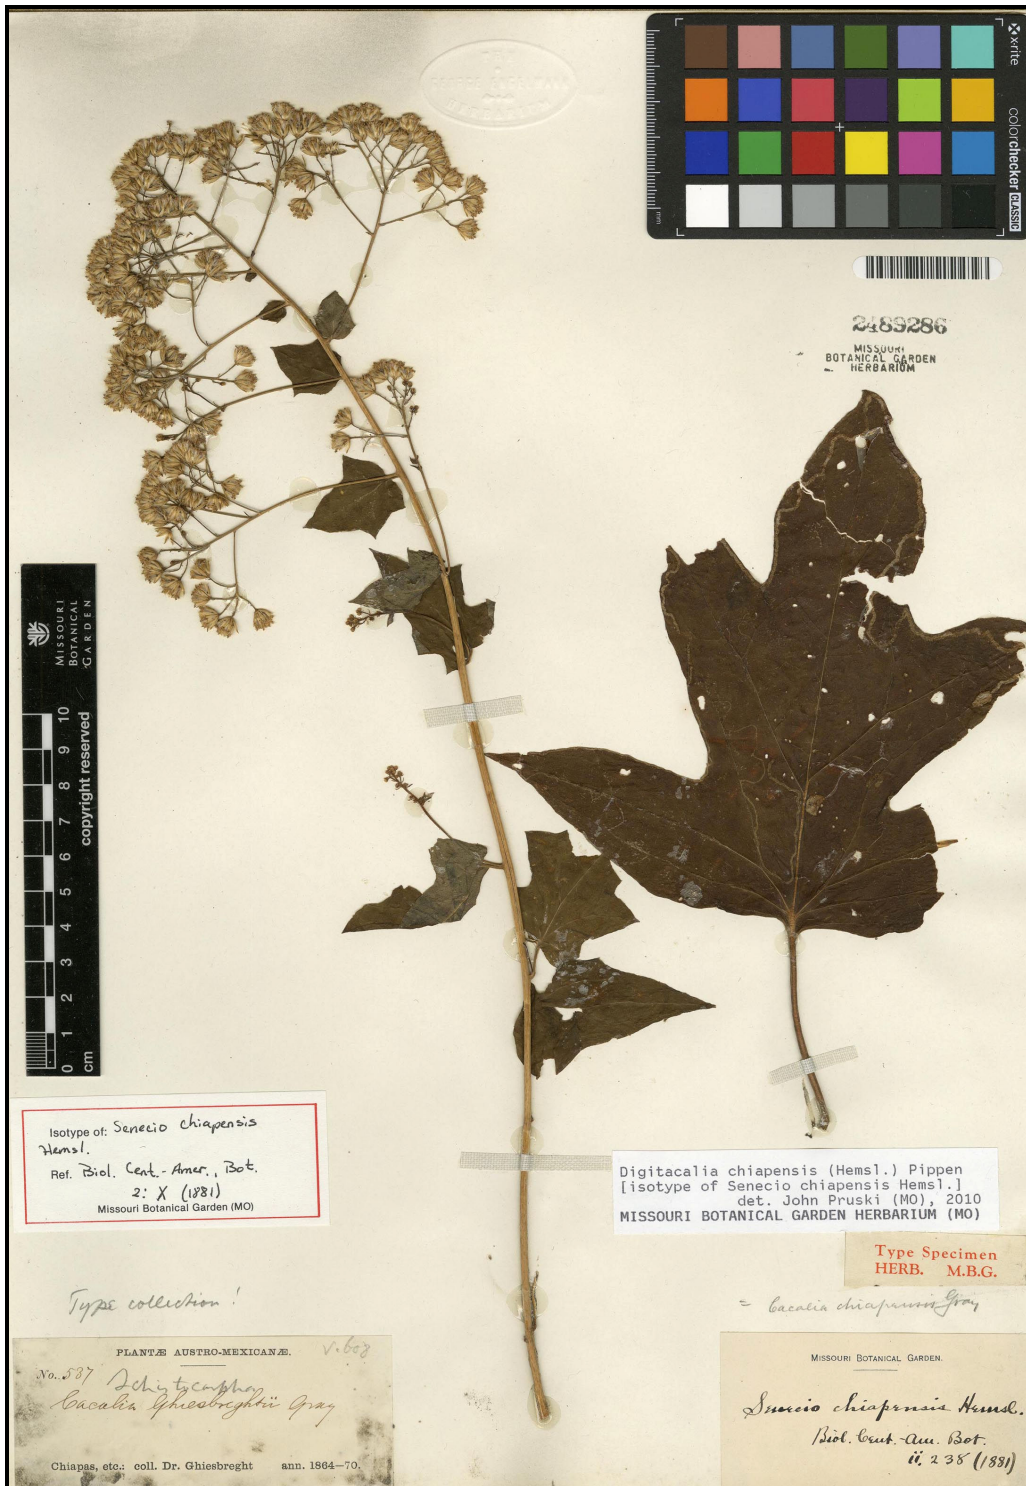 x-rite
colorchecker CLASSIC
mm
2489286
MISSOURI
BOTANICAL GARDEN
HERBARIUM
MISSOURI
BOTANICAL
GARDEN
copyright reserved
0 1 2 3 4 5 6 7 8 9 10
cm
Isotype of: Senecio chiapensis
Hemsl.
Ref. Biol. Cent.-Amer., Bot.
2: X (1881)
Missouri Botanical Garden (MO)
Digitacalia chiapensis (Hemsl.) Pippen
[isotype of Senecio chiapensis Hemsl.]
det. John Pruski (MO), 2010
MISSOURI BOTANICAL GARDEN HERBARIUM (MO)
Type Specimen
HERB. M.B.G.
= Cacalia chiapensis Gray
Type collection!
PLANTÆ AUSTRO-MEXICANÆ.
No. 537
Schistocarpha
Cacalia Ghiesbreghtii Gray
Chiapas, etc.: coll. Dr. Ghiesbreght ann. 1864–70.
MISSOURI BOTANICAL GARDEN.
Senecio chiapensis Hemsl.
Biol. Cent.-Am. Bot.
ii. 238 (1881)